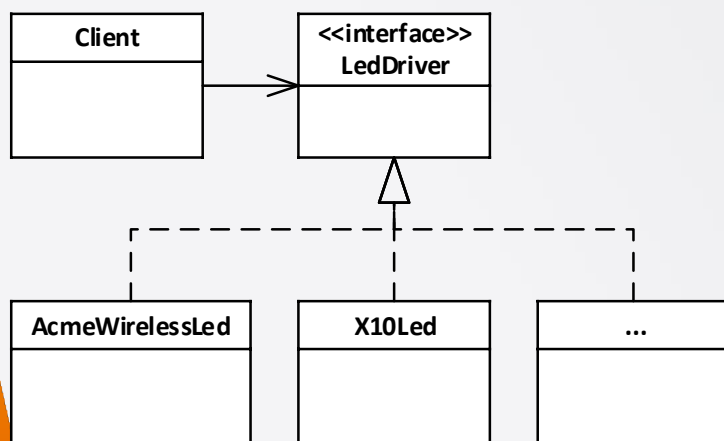 Client
<<interface>>
LedDriver
AcmeWirelessLed
X10Led
...